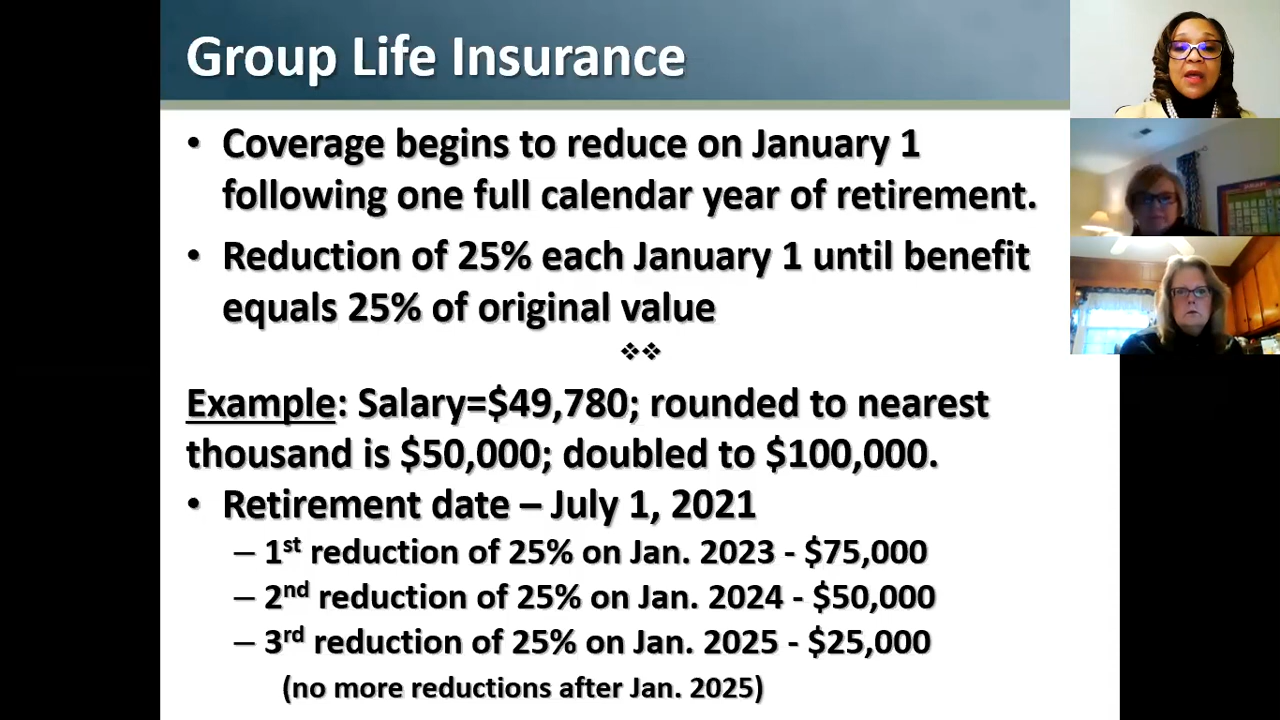 Group Life Insurance
• Coverage begins to reduce on January 1
following one full calendar year of retirement.
• Reduction of 25% each January 1 until benefit
equals 25% of original value
❖❖
Example: Salary=$49,780; rounded to nearest
thousand is $50,000; doubled to $100,000.
• Retirement date – July 1, 2021
– 1st reduction of 25% on Jan. 2023 - $75,000
– 2nd reduction of 25% on Jan. 2024 - $50,000
– 3rd reduction of 25% on Jan. 2025 - $25,000
(no more reductions after Jan. 2025)